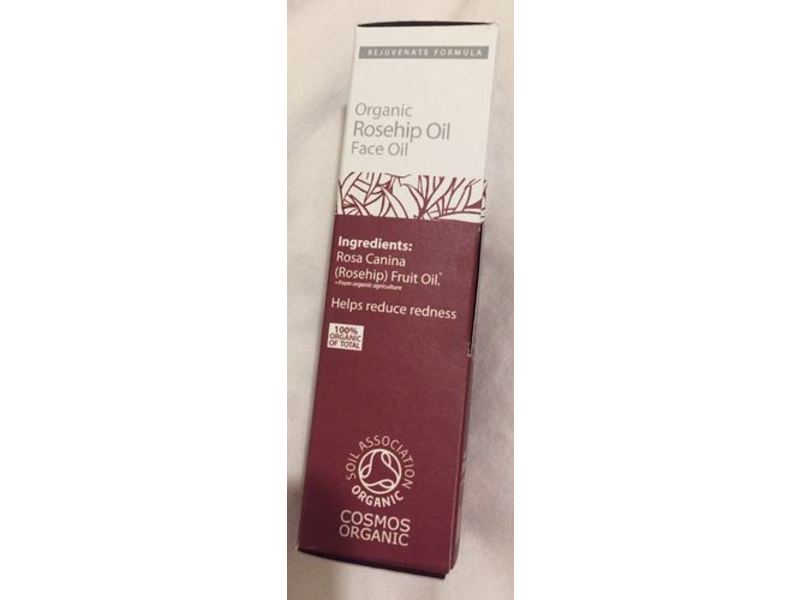 REJUVENATE FORMULA
Organic
Rosehip Oil
Face Oil
Ingredients:
Rosa Canina
(Rosehip) Fruit Oil.*
* From organic agriculture
Helps reduce redness
100%
ORGANIC
OF TOTAL
SOIL ASSOCIATION
ORGANIC
COSMOS
ORGANIC